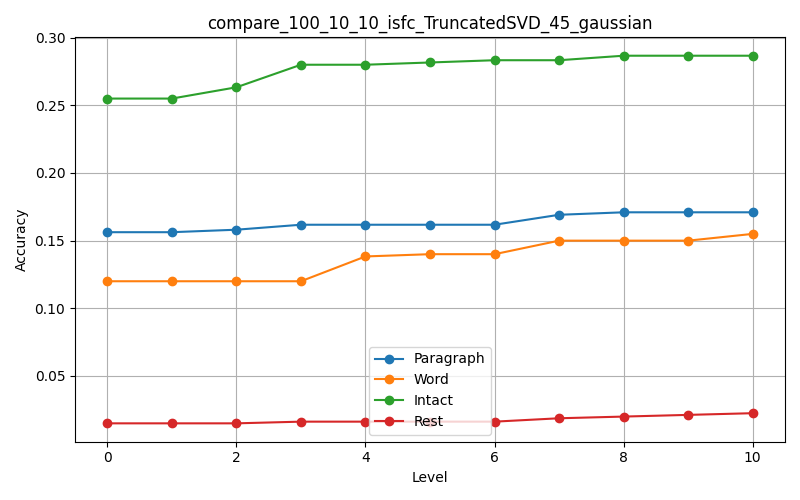 compare_100_10_10_isfc_TruncatedSVD_45_gaussian
0.30
0.25
0.20
0.15
0.10
0.05
Accuracy
Paragraph
Word
Intact
Rest
0 2 4 6 8 10
Level